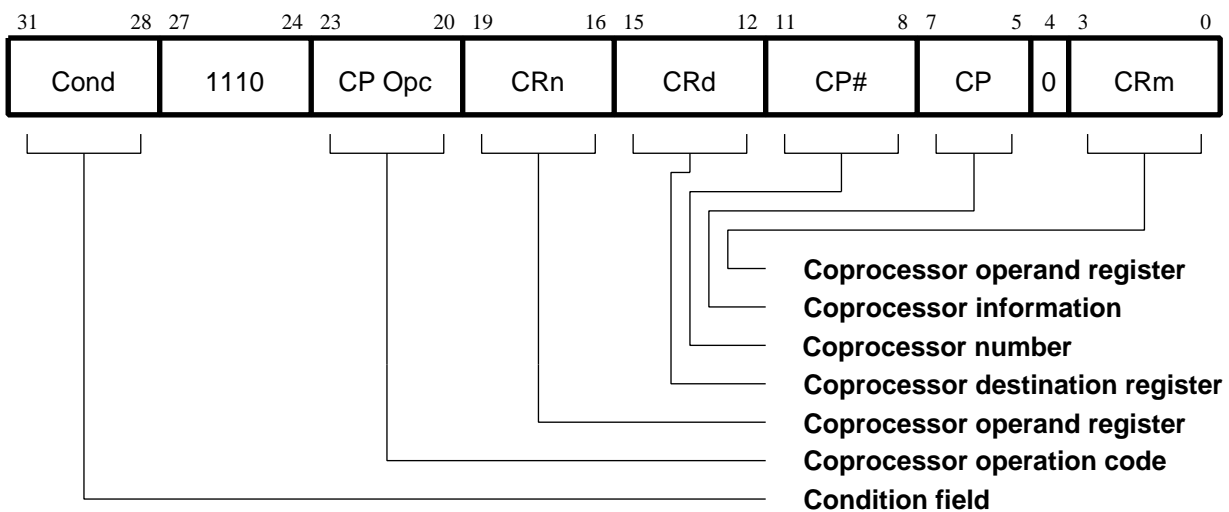 31 28 27 24 23 20 19 16 15 12 11 8 7 5 4 3 0
Cond 1110 CP Opc CRn CRd CP# CP 0 CRm
Coprocessor operand register
Coprocessor information
Coprocessor number
Coprocessor destination register
Coprocessor operand register
Coprocessor operation code
Condition field